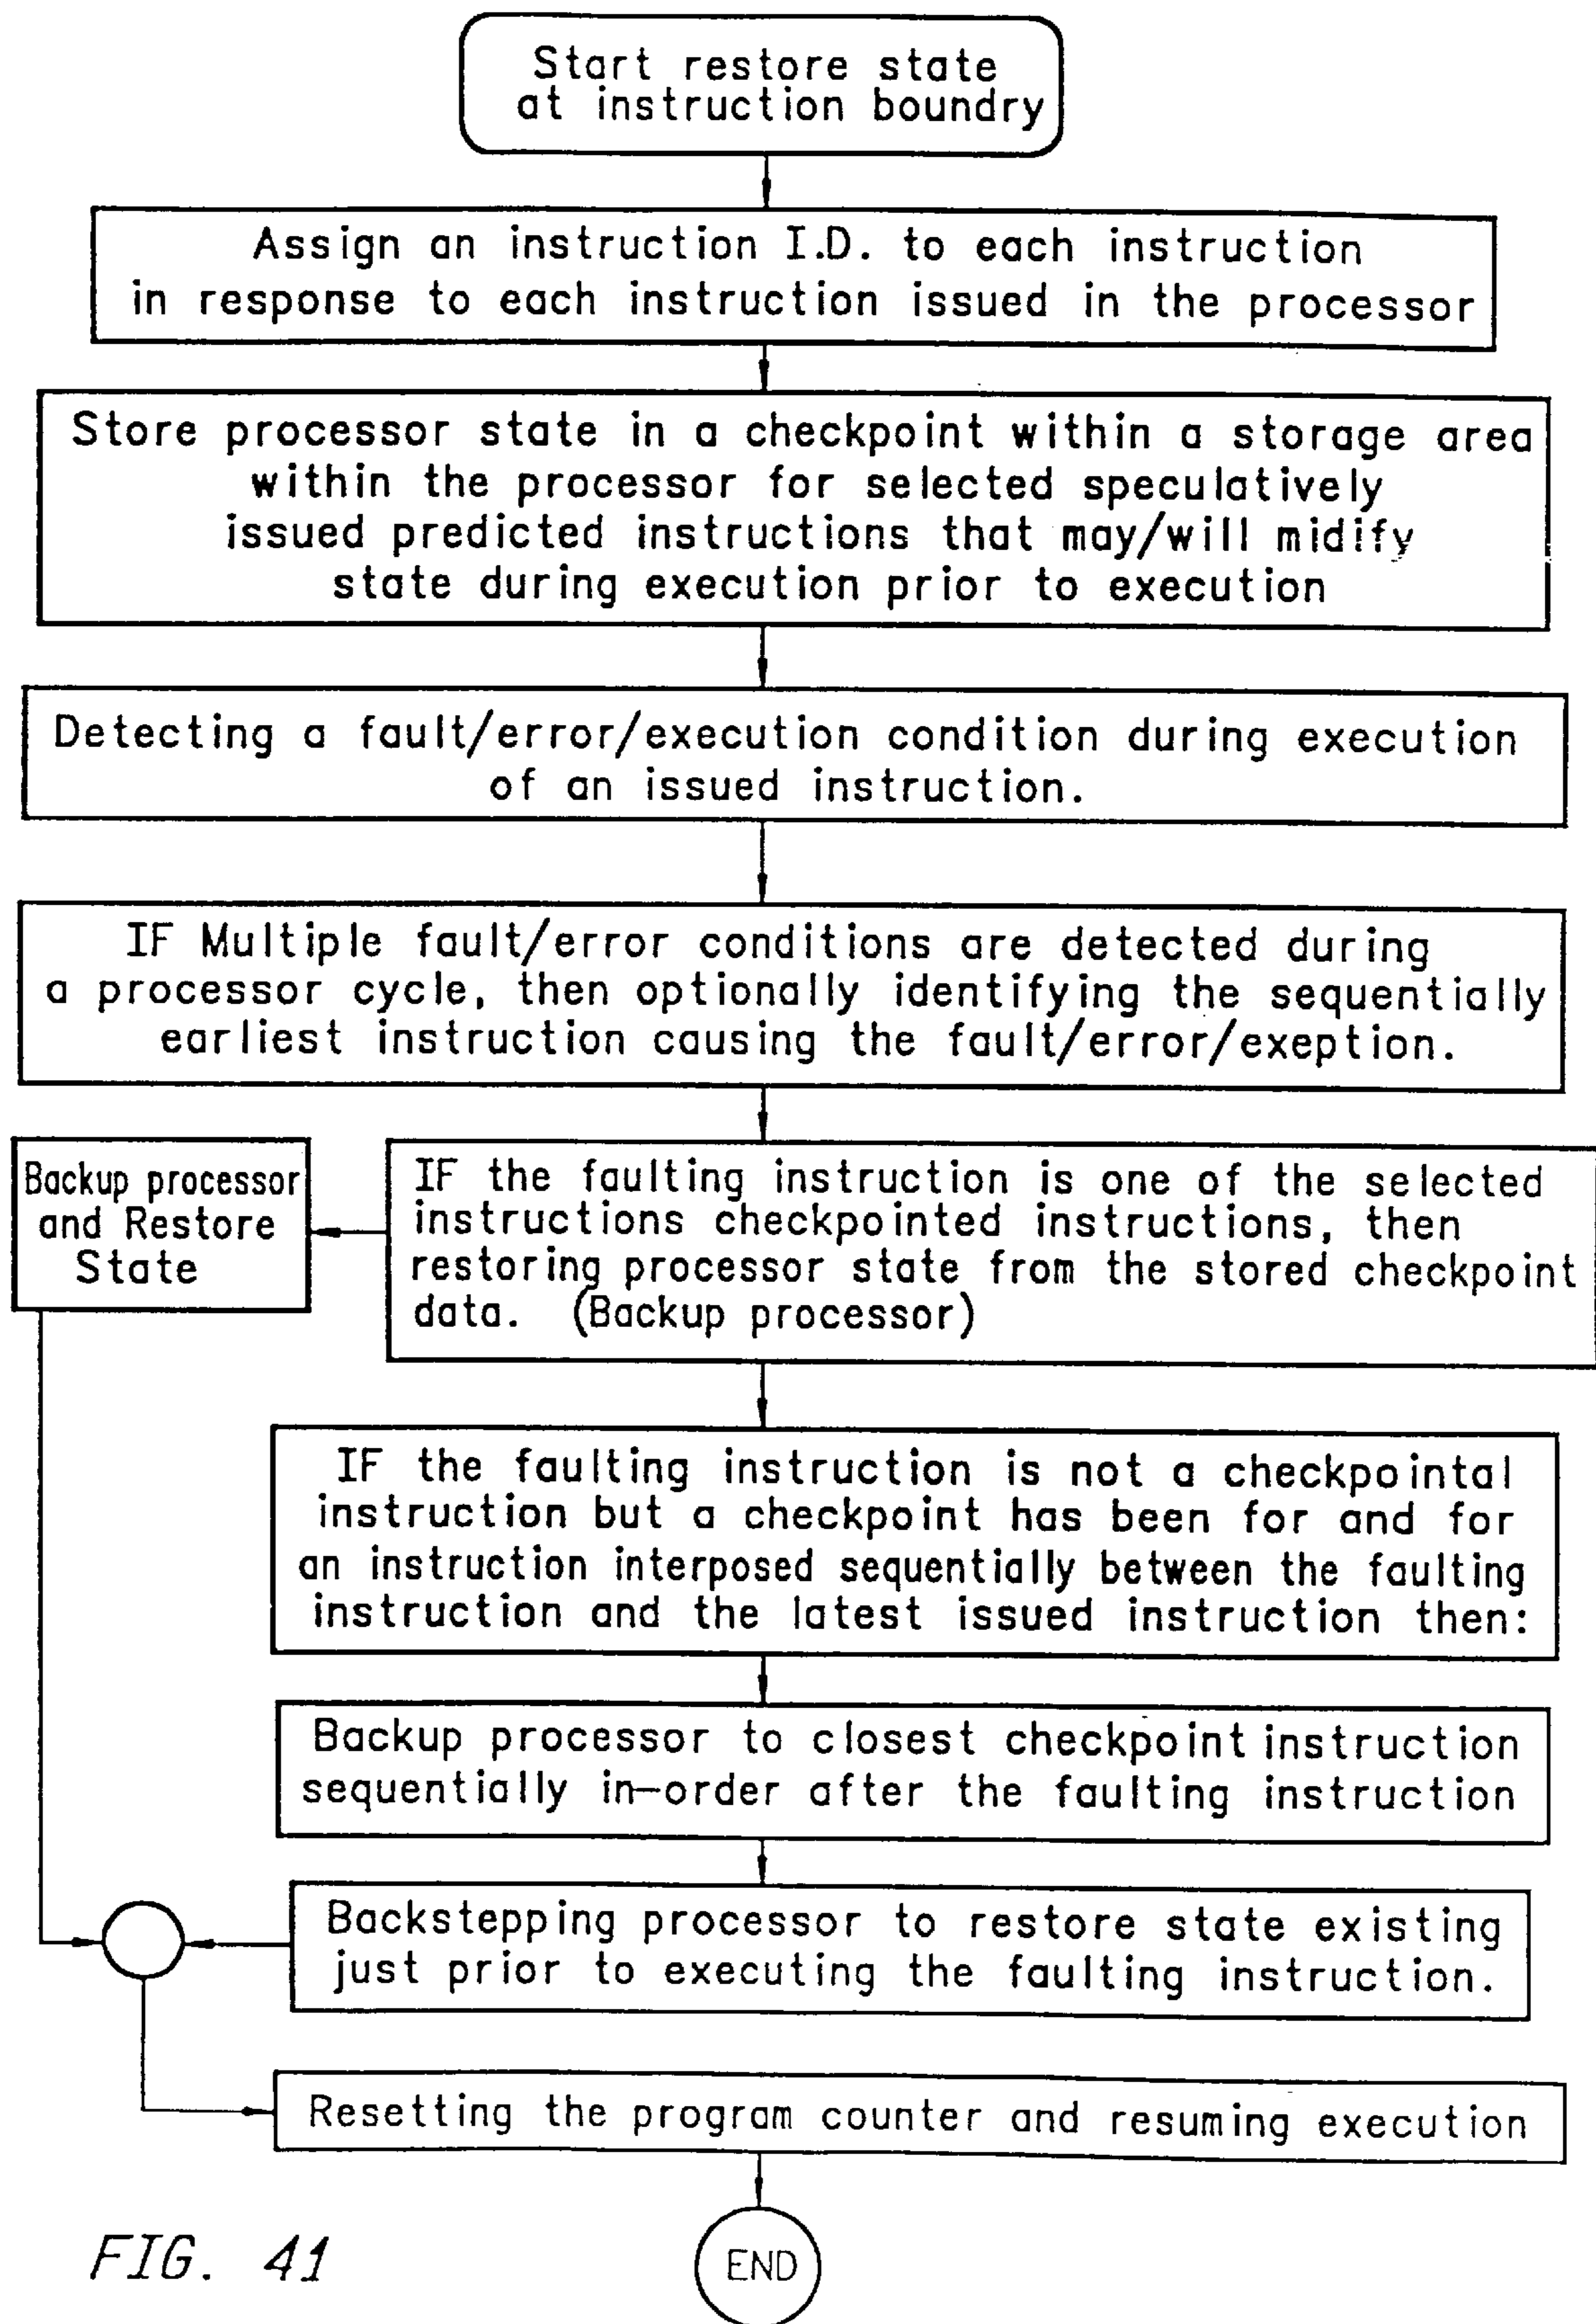 Start restore state
at instruction boundry
Assign an instruction I.D. to each instruction
in response to each instruction issued in the processor
Store processor state in a checkpoint within a storage area
within the processor for selected speculatively
issued predicted instructions that may/will midify
state during execution prior to execution
Detecting a fault/error/execution condition during execution
of an issued instruction.
IF Multiple fault/error conditions are detected during
a processor cycle, then optionally identifying the sequentially
earliest instruction causing the fault/error/exeption.
Backup processor
and Restore
State
IF the faulting instruction is one of the selected
instructions checkpointed instructions, then
restoring processor state from the stored checkpoint
data. (Backup processor)
IF the faulting instruction is not a checkpointal
instruction but a checkpoint has been for and for
an instruction interposed sequentially between the faulting
instruction and the latest issued instruction then:
Backup processor to closest checkpoint instruction
sequentially in-order after the faulting instruction
Backstepping processor to restore state existing
just prior to executing the faulting instruction.
Resetting the program counter and resuming execution
END
FIG. 41